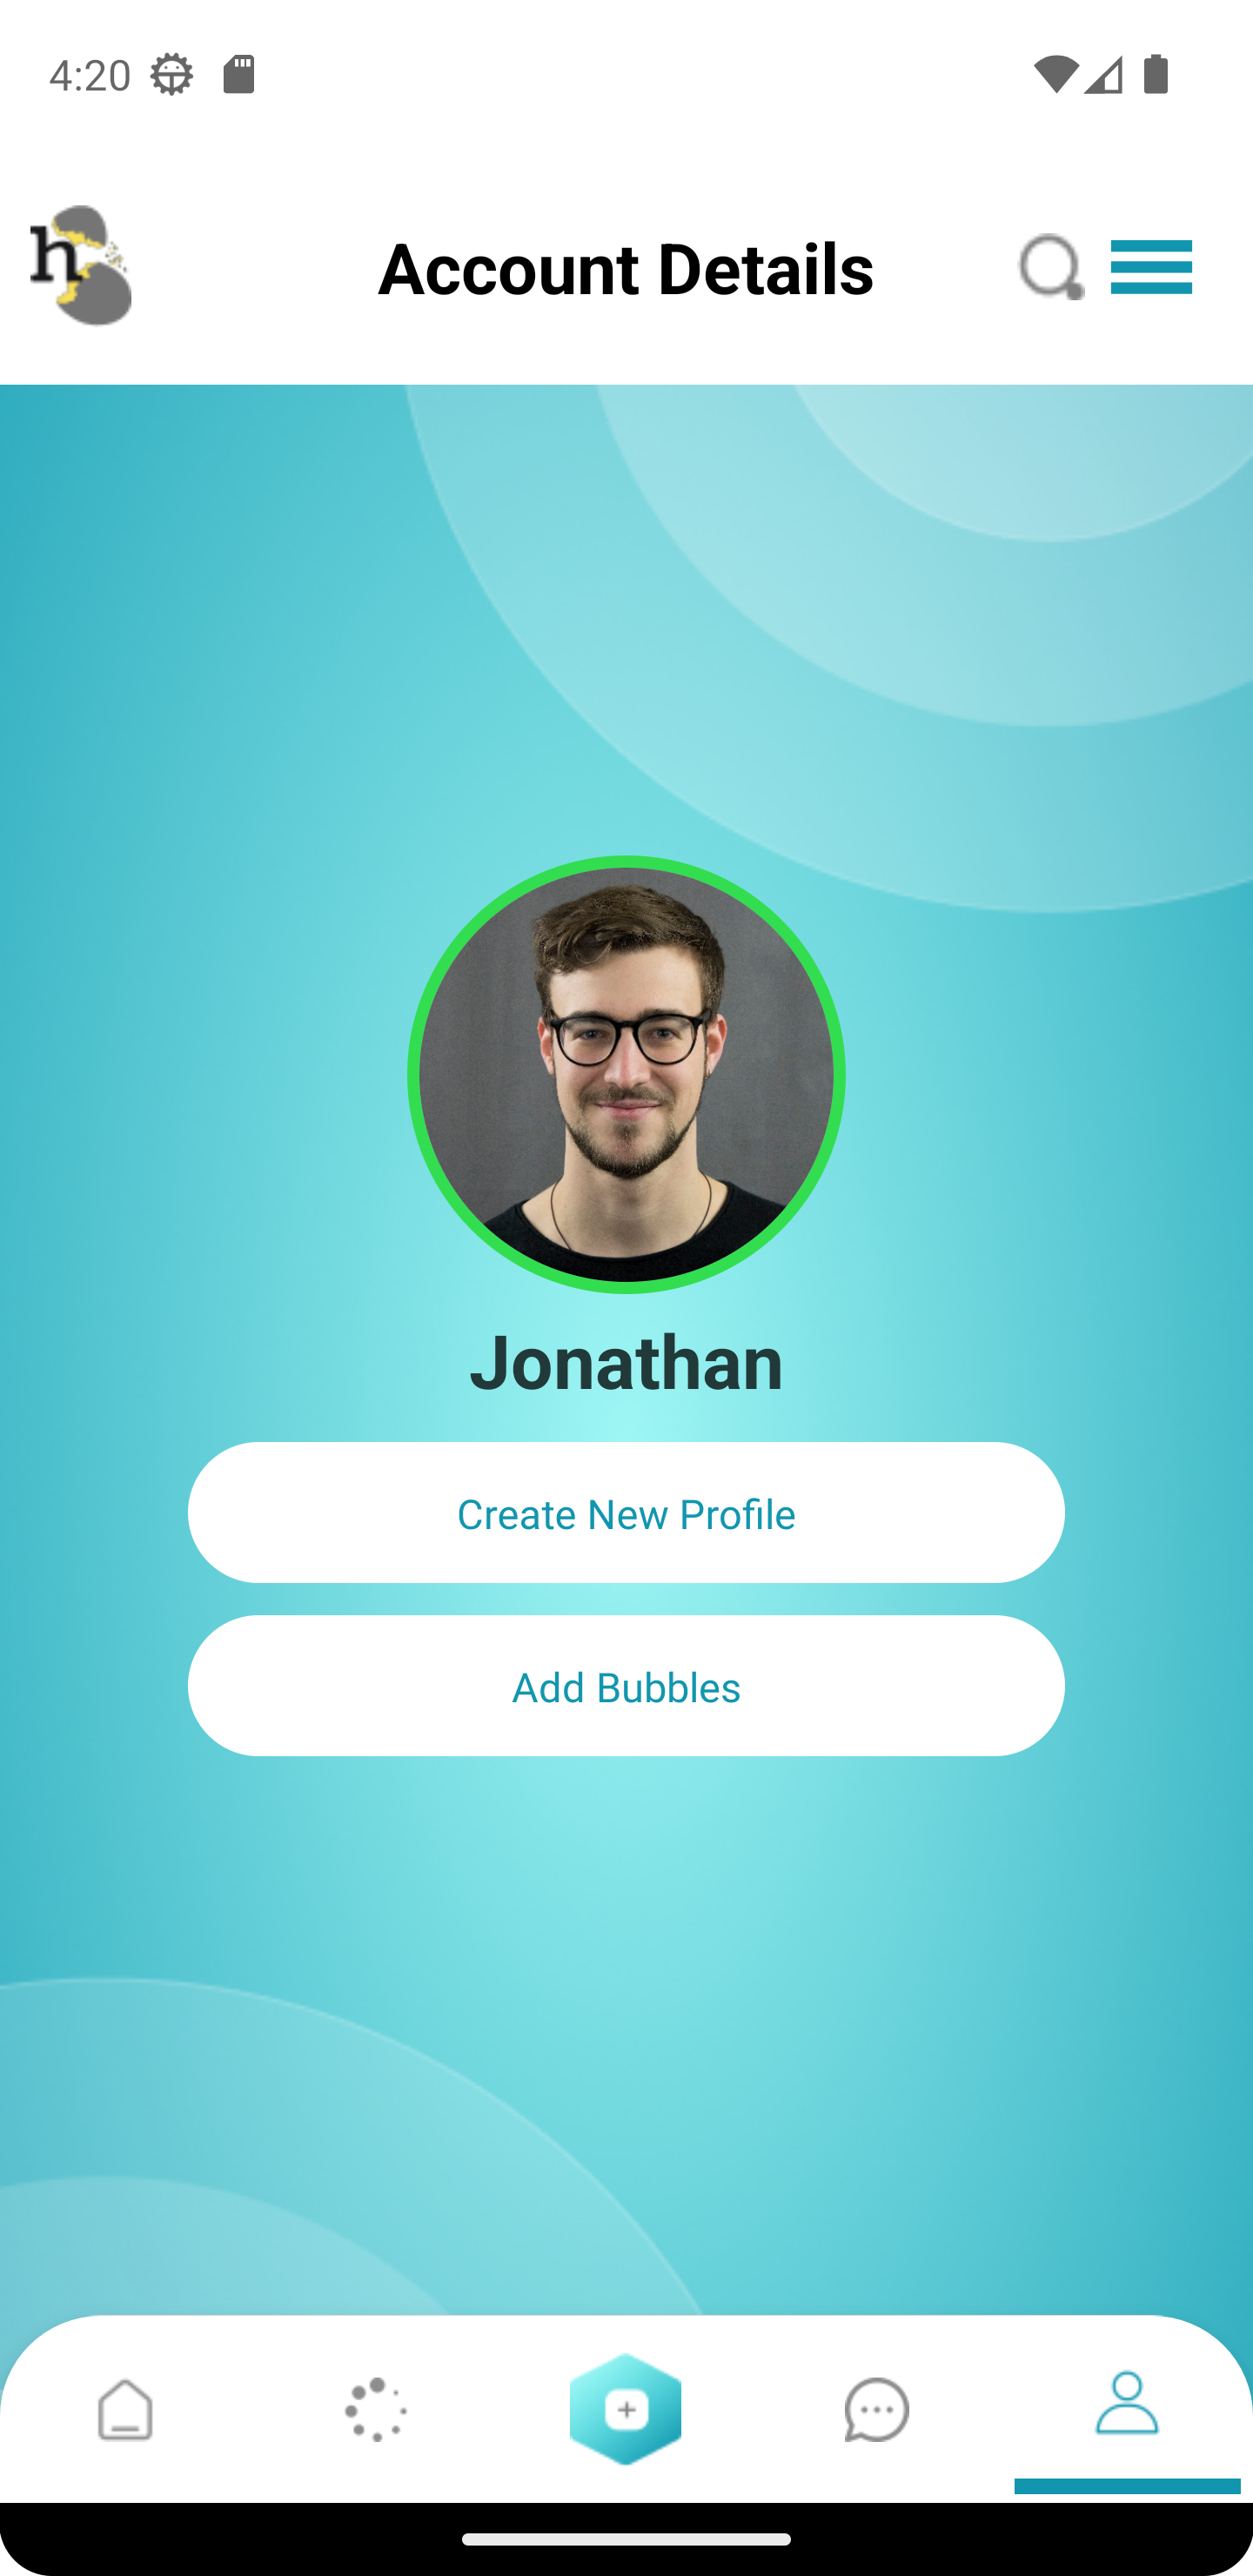 4:20
h
Account Details
Jonathan
Create New Profile
Add Bubbles